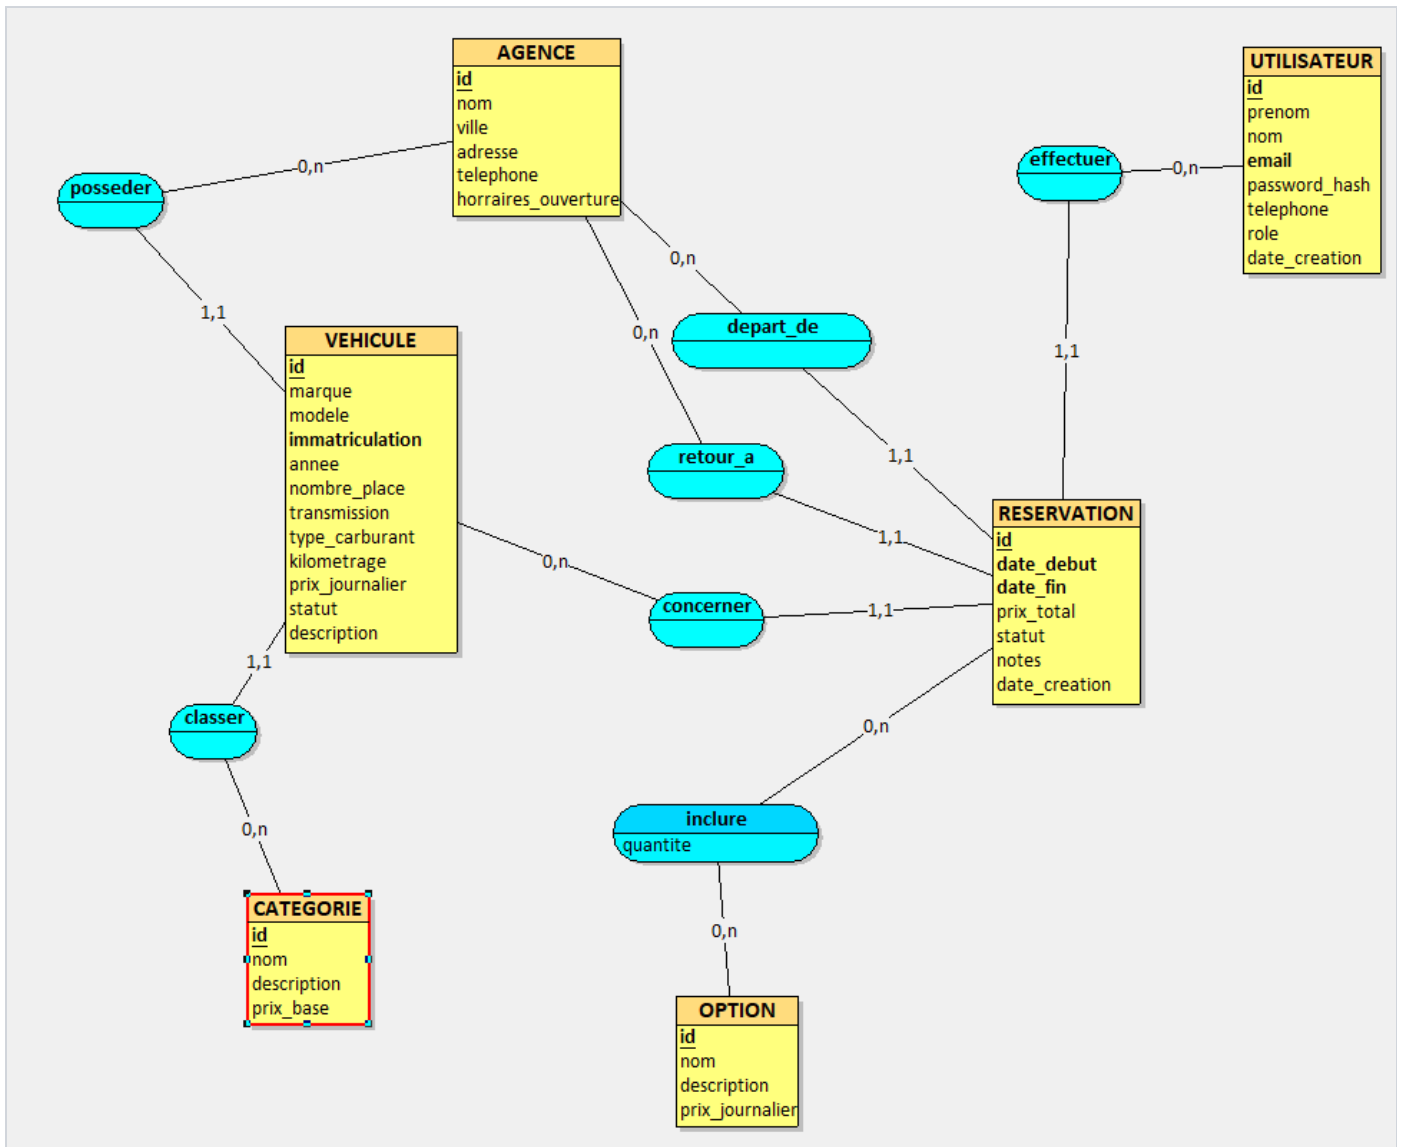 AGENCE
id
nom
ville
adresse
telephone
horraires_ouverture
UTILISATEUR
id
prenom
nom
email
password_hash
telephone
role
date_creation
effectuer
0,n
1,1
posseder
0,n
1,1
0,n
depart_de
1,1
0,n
retour_a
1,1
VEHICULE
id
marque
modele
immatriculation
annee
nombre_place
transmission
type_carburant
kilometrage
prix_journalier
statut
description
0,n
concerner
1,1
RESERVATION
id
date_debut
date_fin
prix_total
statut
notes
date_creation
1,1
classer
0,n
0,n
inclure
quantite
0,n
CATEGORIE
id
nom
description
prix_base
OPTION
id
nom
description
prix_journalier